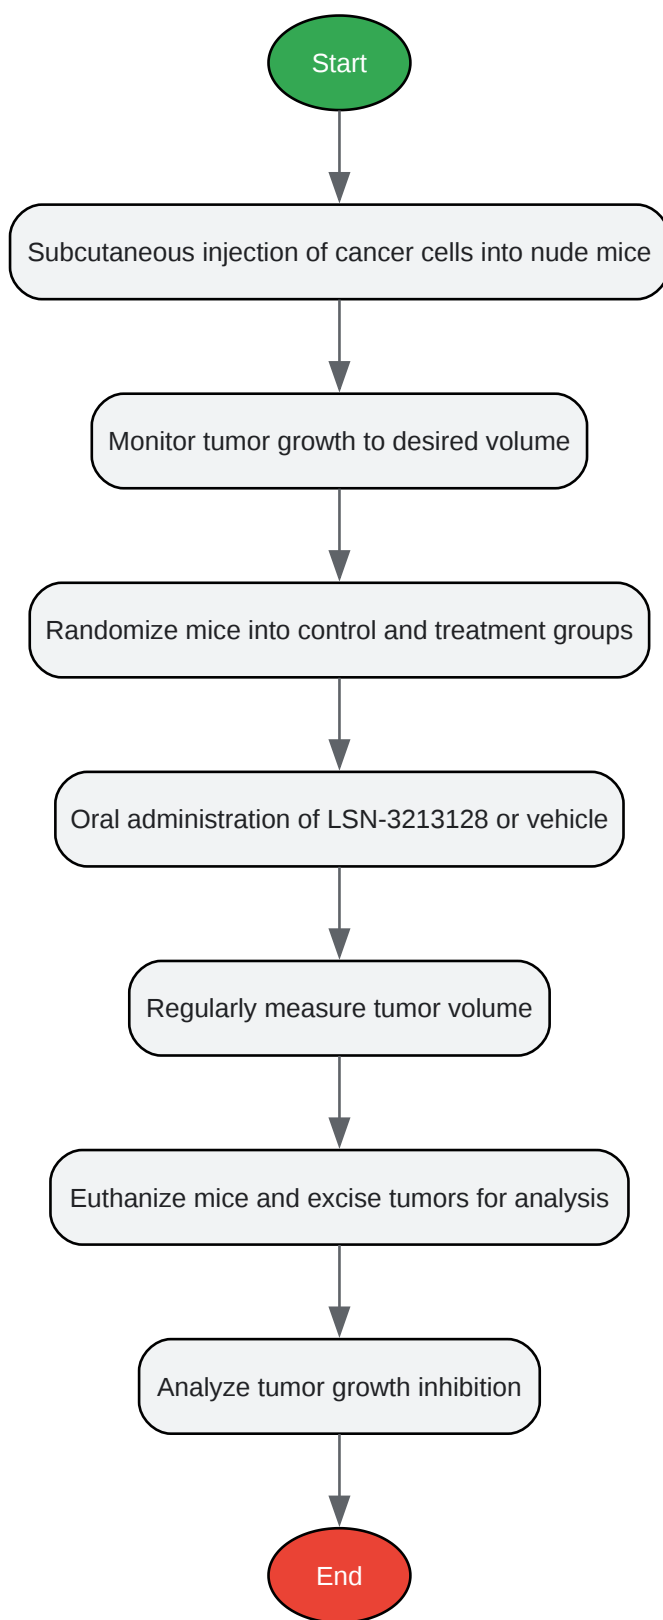 Start
Subcutaneous injection of cancer cells into nude mice
Monitor tumor growth to desired volume
Randomize mice into control and treatment groups
Oral administration of LSN-3213128 or vehicle
Regularly measure tumor volume
Euthanize mice and excise tumors for analysis
Analyze tumor growth inhibition
End